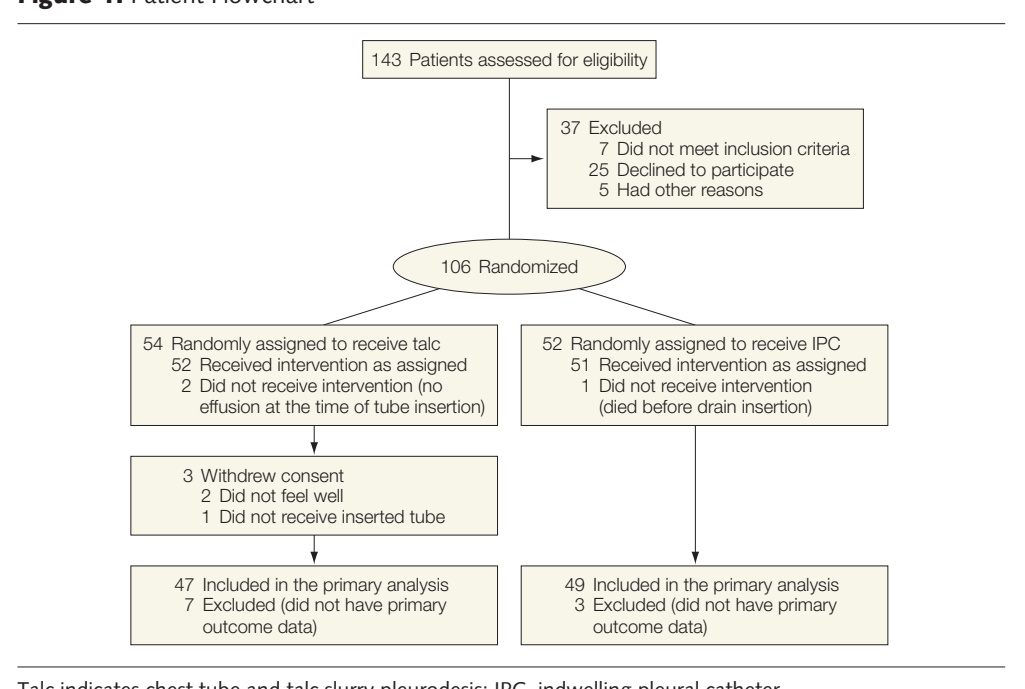 Figure 1. Patient Flowchart
143 Patients assessed for eligibility
37 Excluded
7 Did not meet inclusion criteria
25 Declined to participate
5 Had other reasons
106 Randomized
54 Randomly assigned to receive talc
52 Received intervention as assigned
2 Did not receive intervention (no
effusion at the time of tube insertion)
52 Randomly assigned to receive IPC
51 Received intervention as assigned
1 Did not receive intervention
(died before drain insertion)
3 Withdrew consent
2 Did not feel well
1 Did not receive inserted tube
47 Included in the primary analysis
7 Excluded (did not have primary
outcome data)
49 Included in the primary analysis
3 Excluded (did not have primary
outcome data)
Talc indicates chest tube and talc slurry pleurodesis; IPC, indwelling pleural catheter.